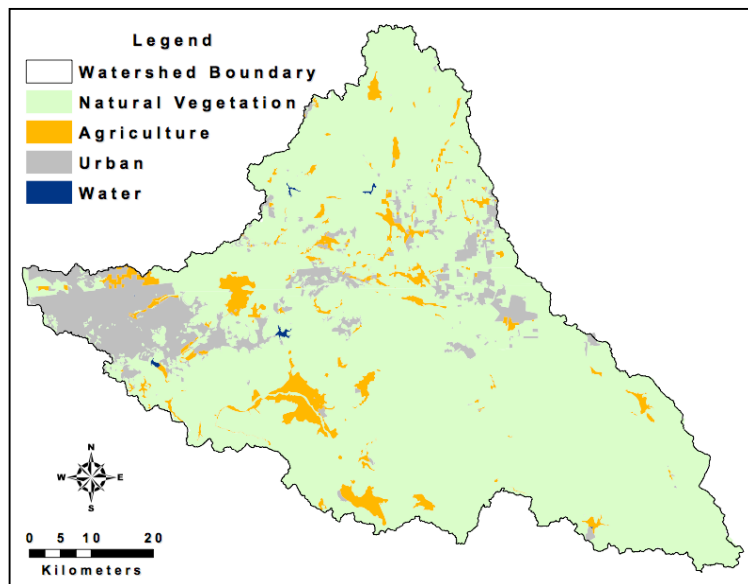 Legend
Watershed Boundary
Natural Vegetation
Agriculture
Urban
Water
N
W E
S
0 5 10 20
Kilometers